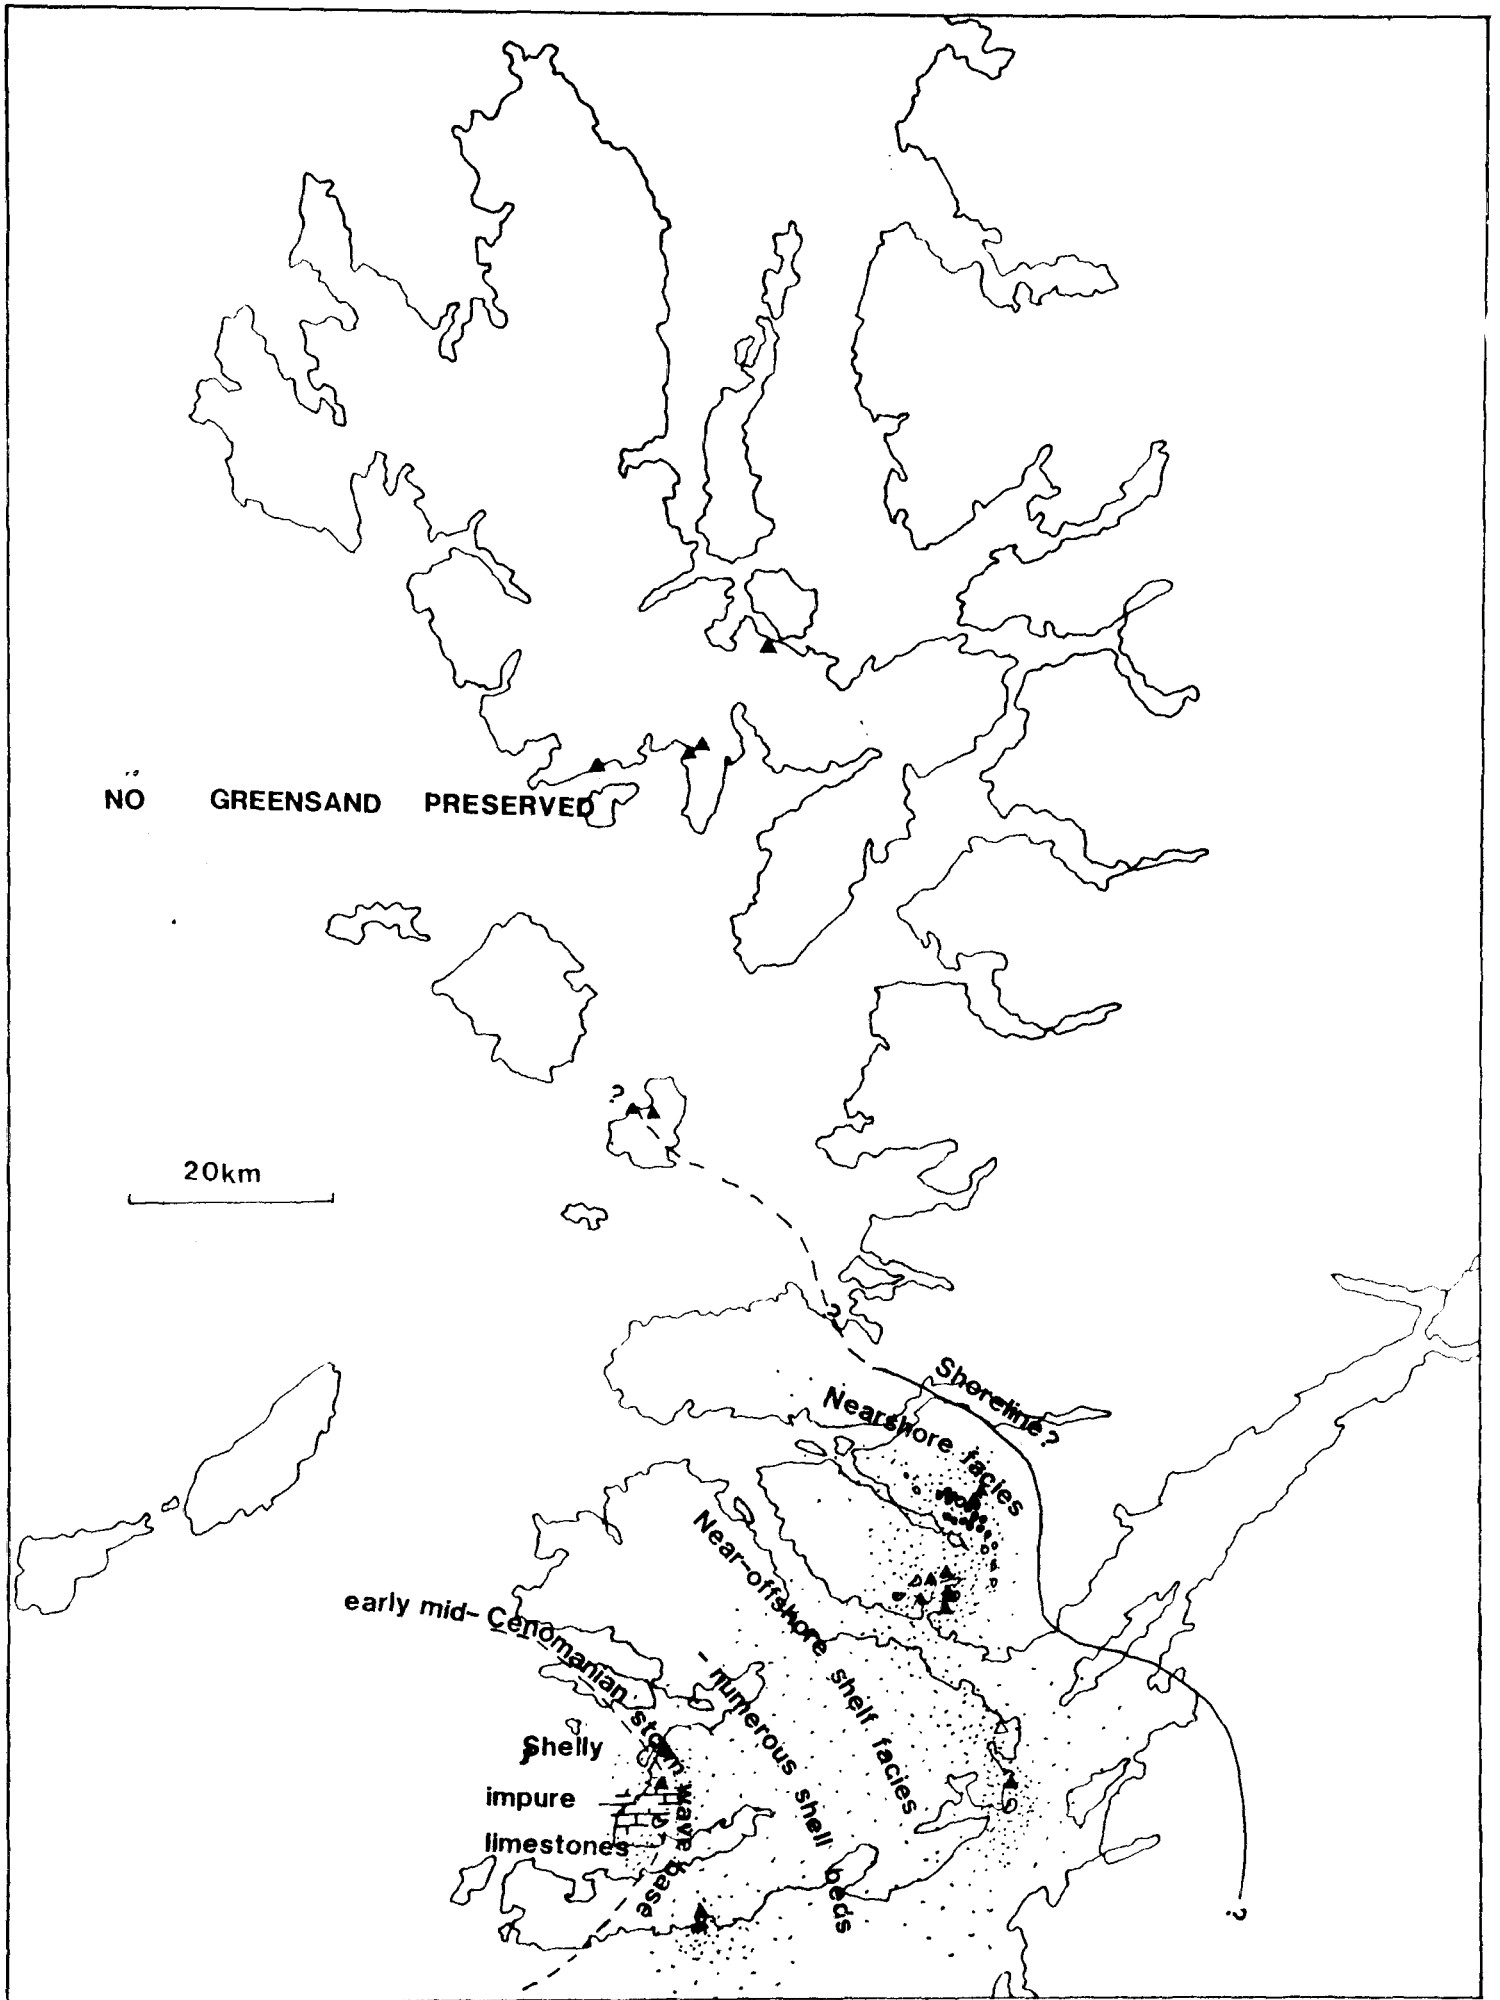 NO GREENSAND PRESERVED
?
20km
?
Shoreline?
Nearshore facies
Near-offshore shelf facies
early mid-Cenomanian storm wave base
- numerous shell beds
Shelly
impure
limestones
?